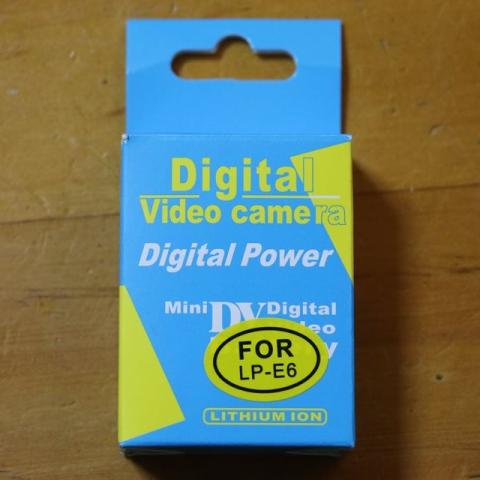 Digital
Video camera
Digital Power
Mini DV Digital
FOR
LP-E6
LITHIUM ION